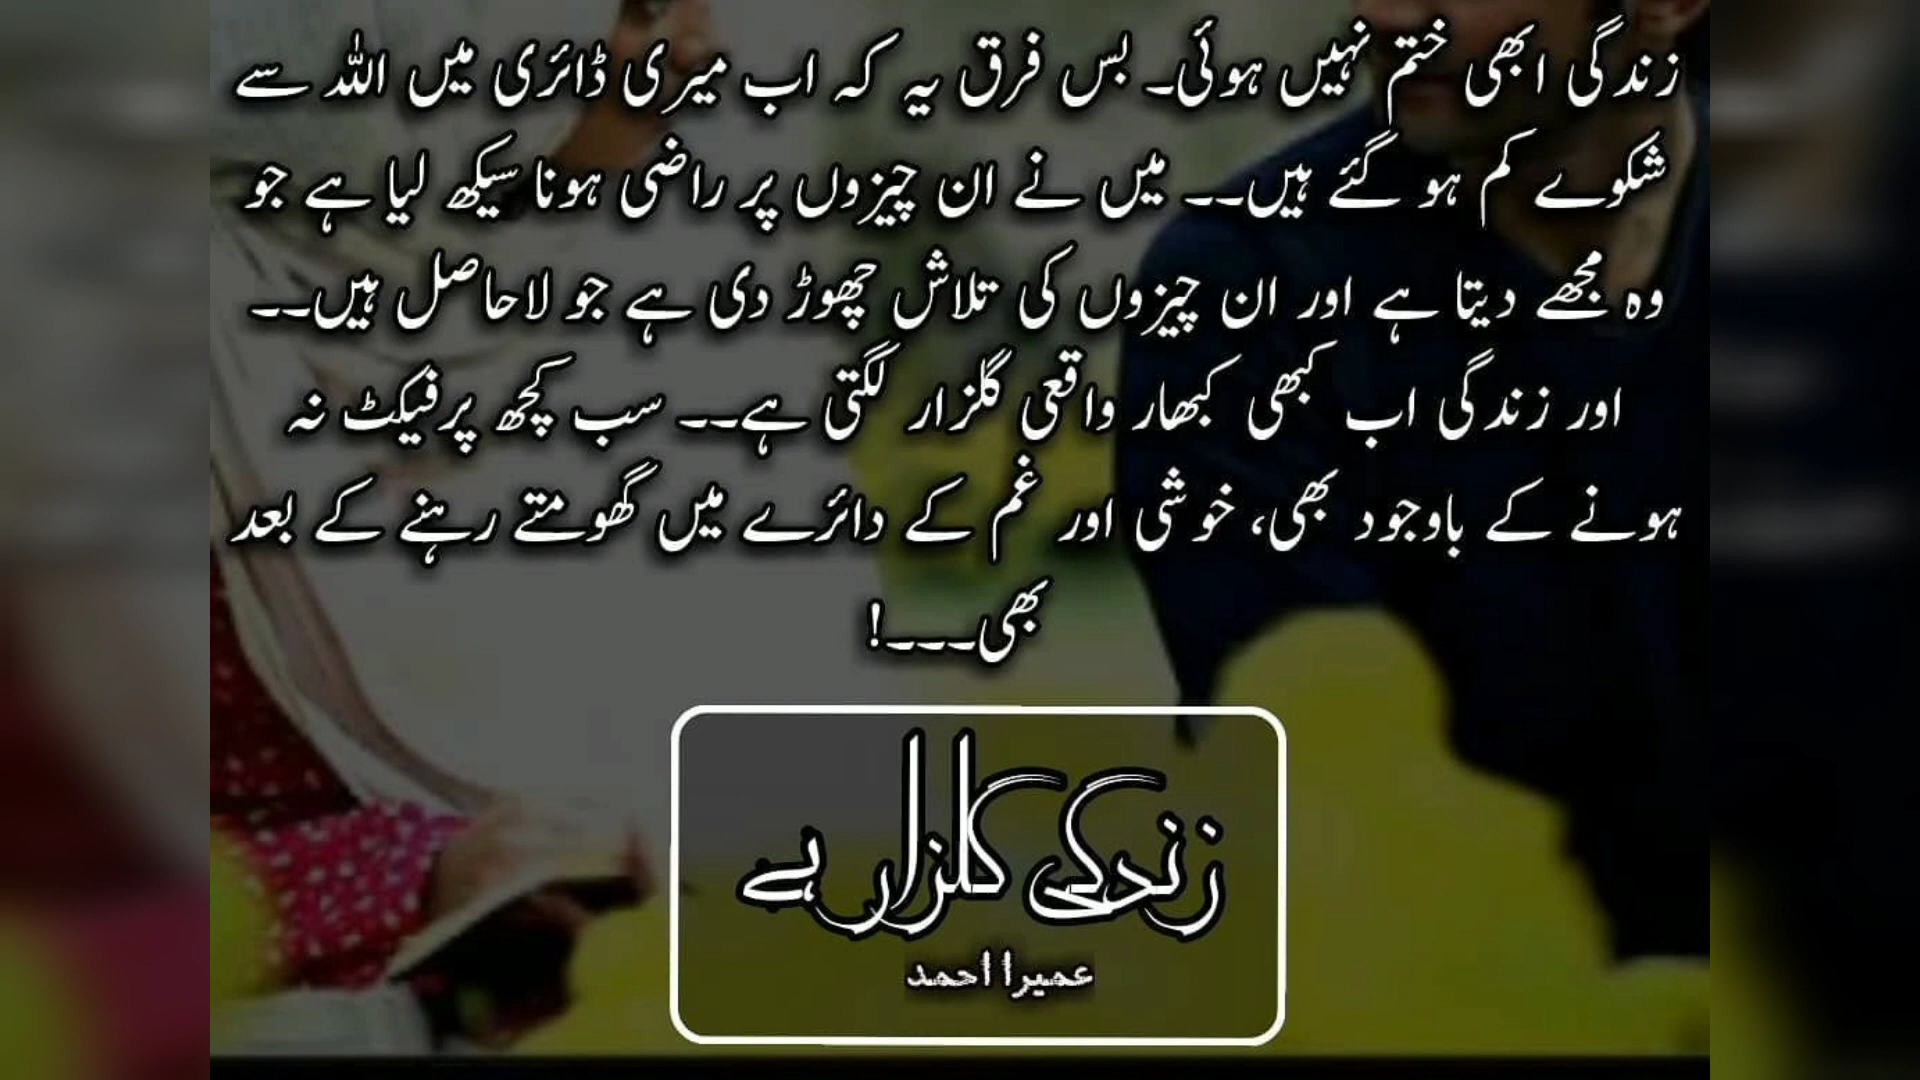 زندگی ابھی ختم نہیں ہوئی۔ بس فرق یہ کہ اب میری ڈائری میں اللہ سے
شکوے کم ہو گئے ہیں۔۔ میں نے ان چیزوں پر راضی ہونا سیکھ لیا ہے جو
وہ مجھے دیتا ہے اور ان چیزوں کی تلاش چھوڑ دی ہے جو لاحاصل ہیں۔۔
اور زندگی اب کبھی کبھار واقعی گلزار لگتی ہے۔۔ سب کچھ پرفیکٹ نہ
ہونے کے باوجود بھی، خوشی اور غم کے دائرے میں گھومتے رہنے کے بعد
بھی۔۔۔!
زندگی گلزار ہے
عمیرا احمد